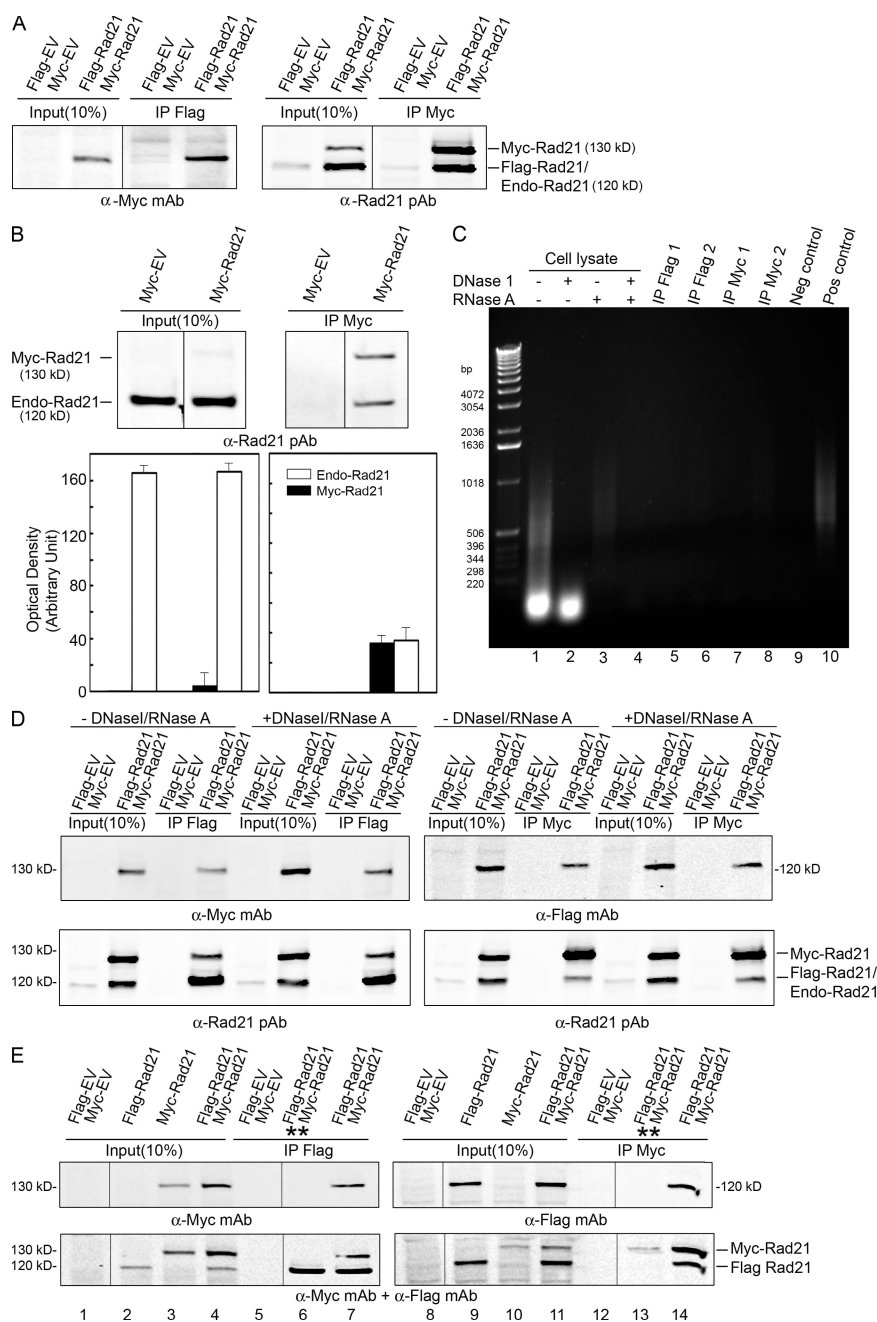 A
Flag-EV
Myc-EV
Flag-Rad21
Myc-Rad21
Flag-EV
Myc-EV
Flag-Rad21
Myc-Rad21
Flag-EV
Myc-EV
Flag-Rad21
Myc-Rad21
Flag-EV
Myc-EV
Flag-Rad21
Myc-Rad21
Input(10%) IP Flag Input(10%) IP Myc
Myc-Rad21 (130 kD)
Flag-Rad21/
Endo-Rad21 (120 kD)
α-Myc mAb α-Rad21 pAb
B
Myc-EV
Myc-Rad21
Myc-EV
Myc-Rad21
Input(10%) IP Myc
Myc-Rad21
(130 kD)
Endo-Rad21
(120 kD)
α-Rad21 pAb
Optical Density
(Arbitrary Unit)
160
120
80
40
0
Endo-Rad21
Myc-Rad21
C
Cell lysate
DNase 1 - + - +
RNase A - - + +
IP Flag 1
IP Flag 2
IP Myc 1
IP Myc 2
Neg control
Pos control
bp
4072
3054
2036
1636
1018
506
396
344
298
220
1 2 3 4 5 6 7 8 9 10
D
- DNaseI/RNase A +DNaseI/RNase A - DNaseI/RNase A +DNaseI/RNase A
Flag-EV
Myc-EV
Flag-Rad21
Myc-Rad21
Flag-EV
Myc-EV
Flag-Rad21
Myc-Rad21
Flag-EV
Myc-EV
Flag-Rad21
Myc-Rad21
Flag-EV
Myc-EV
Flag-Rad21
Myc-Rad21
Flag-EV
Myc-EV
Flag-Rad21
Myc-Rad21
Flag-EV
Myc-EV
Flag-Rad21
Myc-Rad21
Flag-EV
Myc-EV
Flag-Rad21
Myc-Rad21
Flag-EV
Myc-EV
Flag-Rad21
Myc-Rad21
Input(10%) IP Flag Input(10%) IP Flag Input(10%) IP Myc Input(10%) IP Myc
130 kD- -120 kD
α-Myc mAb α-Flag mAb
130 kD-
120 kD-
Myc-Rad21
Flag-Rad21/
Endo-Rad21
α-Rad21 pAb α-Rad21 pAb
E
Flag-EV
Myc-EV
Flag-Rad21
Myc-Rad21
Flag-Rad21
Myc-Rad21
Flag-EV
Myc-EV
Flag-Rad21
Myc-Rad21
**
Flag-Rad21
Myc-Rad21
Flag-EV
Myc-EV
Flag-Rad21
Myc-Rad21
Flag-Rad21
Myc-Rad21
Flag-EV
Myc-EV
Flag-Rad21
Myc-Rad21
**
Flag-Rad21
Myc-Rad21
Input(10%) IP Flag Input(10%) IP Myc
130 kD- -120 kD
α-Myc mAb α-Flag mAb
130 kD-
120 kD-
Myc-Rad21
Flag Rad21
α-Myc mAb + α-Flag mAb
1 2 3 4 5 6 7 8 9 10 11 12 13 14